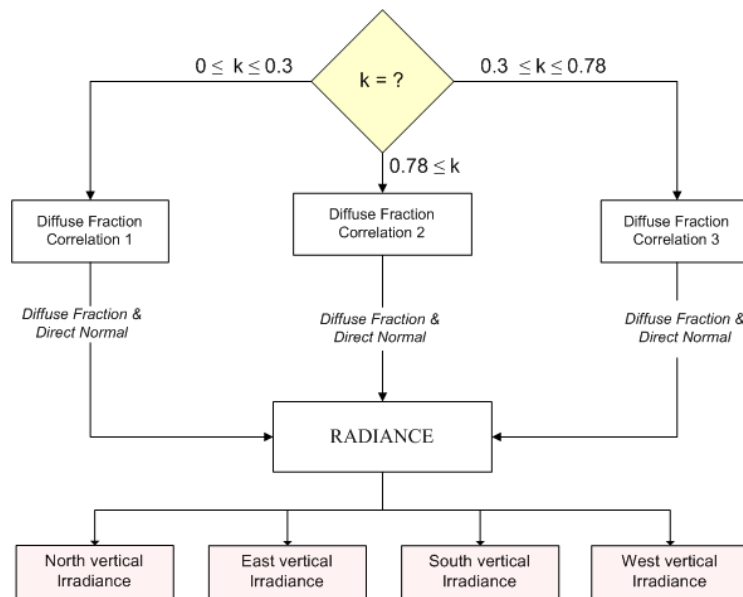 0 ≤ k ≤ 0.3
k = ?
0.3 ≤ k ≤ 0.78
0.78 ≤ k
Diffuse Fraction
Correlation 1
Diffuse Fraction
Correlation 2
Diffuse Fraction
Correlation 3
Diffuse Fraction &
Direct Normal
Diffuse Fraction &
Direct Normal
Diffuse Fraction &
Direct Normal
RADIANCE
North vertical
Irradiance
East vertical
Irradiance
South vertical
Irradiance
West vertical
Irradiance